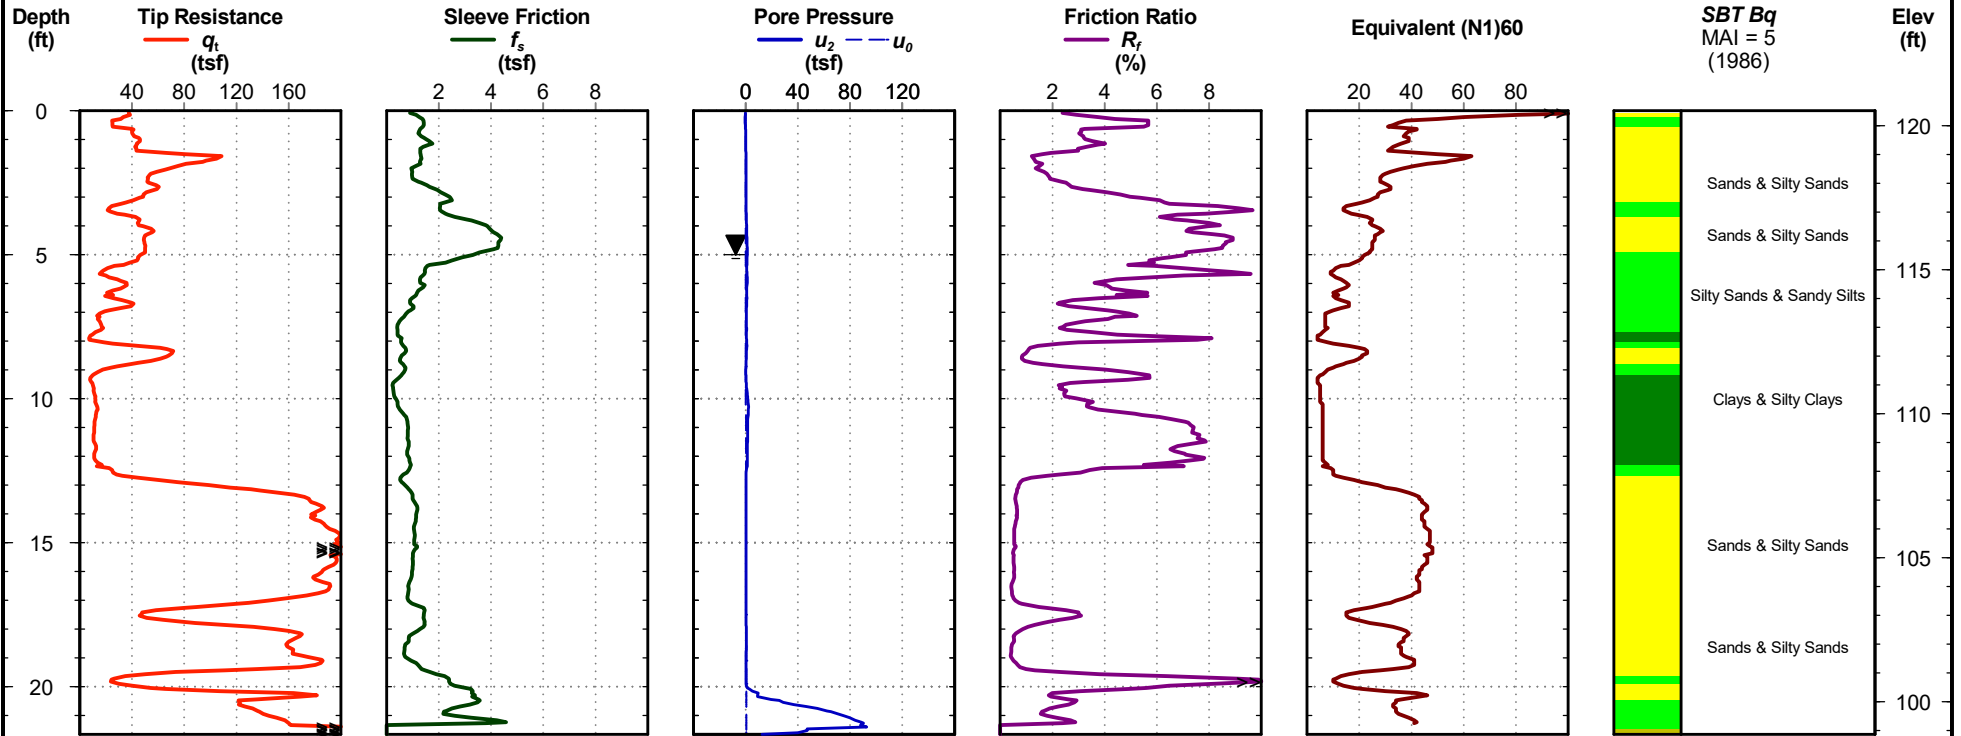 Depth
(ft)
Tip Resistance
qt
(tsf)
Sleeve Friction
fs
(tsf)
Pore Pressure
u2 u0
(tsf)
Friction Ratio
Rf
(%)
Equivalent (N1)60
SBT Bq
MAI = 5
(1986)
Elev
(ft)
40 80 120 160
2 4 6 8
0 40 80 120
2 4 6 8
20 40 60 80
0
120
Sands & Silty Sands
Sands & Silty Sands
5
115
Silty Sands & Sandy Silts
10
Clays & Silty Clays
110
15
Sands & Silty Sands
105
Sands & Silty Sands
20
100